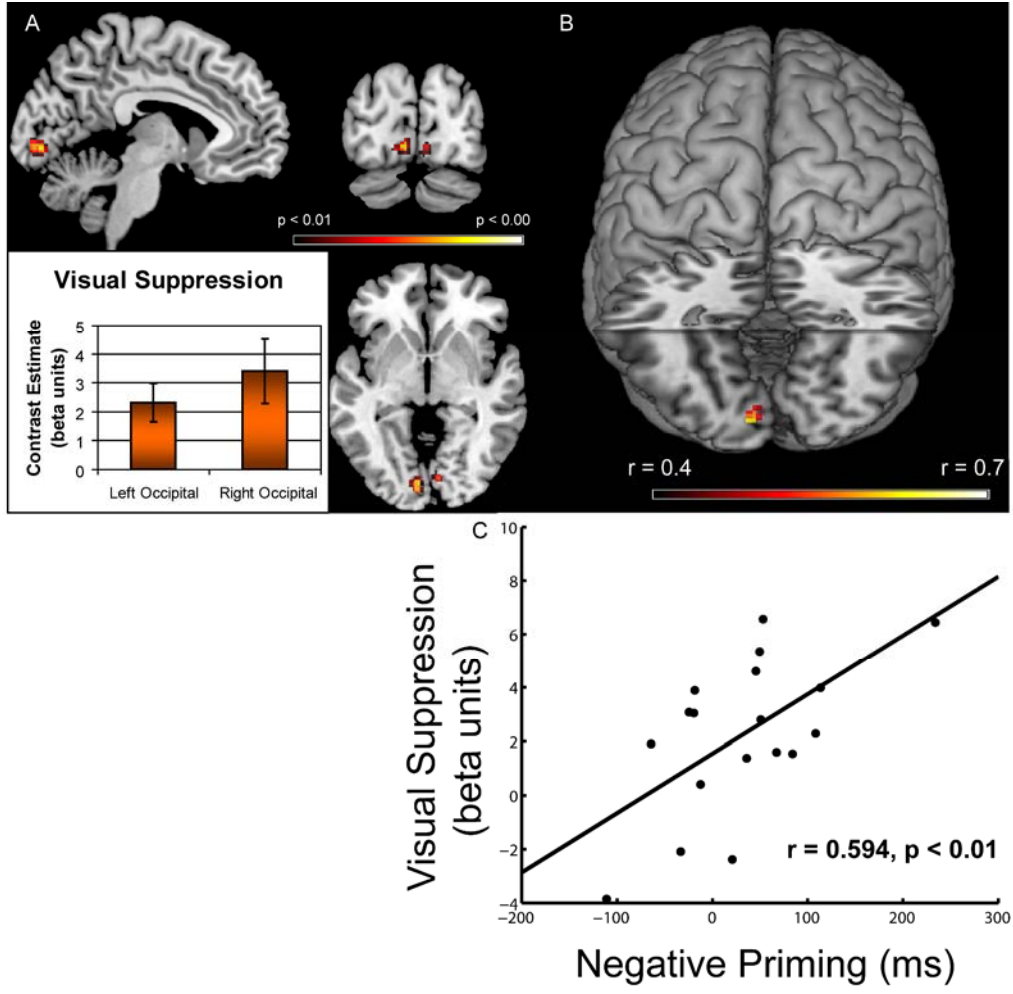 A
B
p < 0.01
p < 0.00
Visual Suppression
Contrast Estimate
(beta units)
5
4
3
2
1
0
Left Occipital
Right Occipital
r = 0.4
r = 0.7
C
Visual Suppression
(beta units)
10
8
6
4
2
0
−2
−4
r = 0.594, p < 0.01
−200
−100
0
100
200
300
Negative Priming (ms)